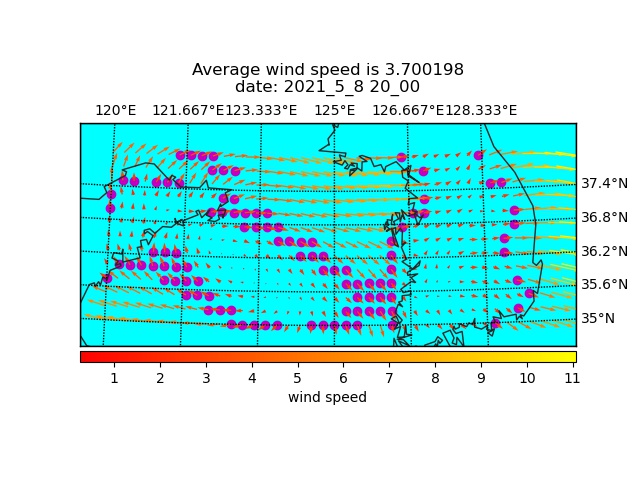 Average wind speed is 3.700198
date: 2021_5_8 20_00
120°E 121.667°E 123.333°E 125°E 126.667°E 128.333°E
37.4°N
36.8°N
36.2°N
35.6°N
35°N
1 2 3 4 5 6 7 8 9 10 11
wind speed